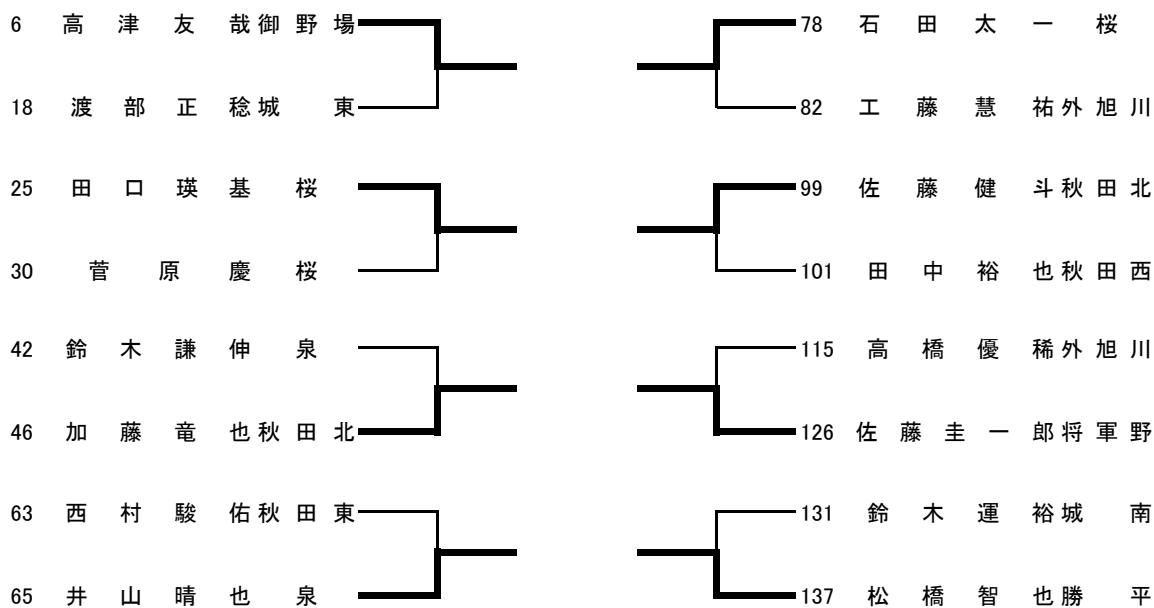 6 高津友哉 御野場
18 渡部正稔 城東
25 田口瑛基 桜
30 菅原慶 桜
42 鈴木謙伸 泉
46 加藤竜也 秋田北
63 西村駿佑 秋田東
65 井山晴也 泉
78 石田太一 桜
82 工藤慧祐 外旭川
99 佐藤健斗 秋田北
101 田中裕也 秋田西
115 高橋優稀 外旭川
126 佐藤圭一郎 将軍野
131 鈴木運裕 城南
137 松橋智也 勝平